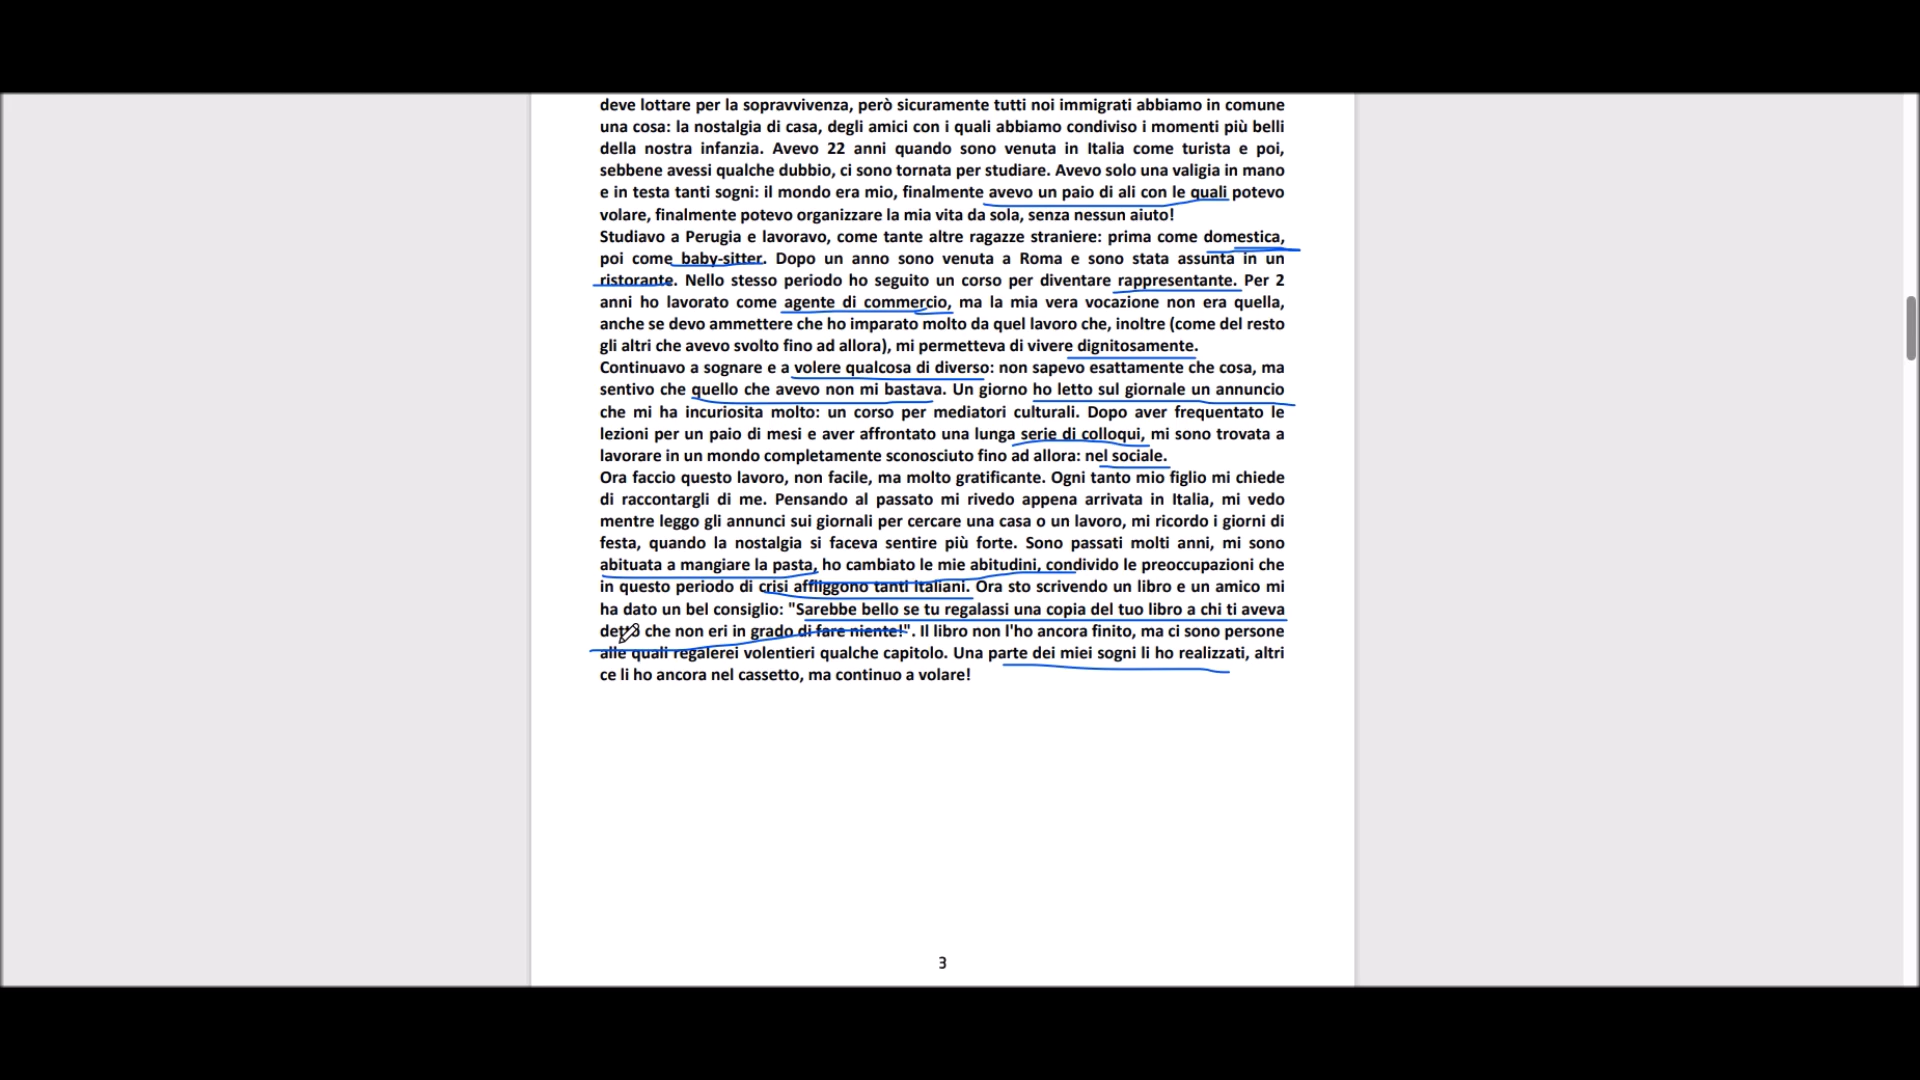 deve lottare per la sopravvivenza, però sicuramente tutti noi immigrati abbiamo in comune
una cosa: la nostalgia di casa, degli amici con i quali abbiamo condiviso i momenti più belli
della nostra infanzia. Avevo 22 anni quando sono venuta in Italia come turista e poi,
sebbene avessi qualche dubbio, ci sono tornata per studiare. Avevo solo una valigia in mano
e in testa tanti sogni: il mondo era mio, finalmente avevo un paio di ali con le quali potevo
volare, finalmente potevo organizzare la mia vita da sola, senza nessun aiuto!
Studiavo a Perugia e lavoravo, come tante altre ragazze straniere: prima come domestica,
poi come baby-sitter. Dopo un anno sono venuta a Roma e sono stata assunta in un
ristorante. Nello stesso periodo ho seguito un corso per diventare rappresentante. Per 2
anni ho lavorato come agente di commercio, ma la mia vera vocazione non era quella,
anche se devo ammettere che ho imparato molto da quel lavoro che, inoltre (come del resto
gli altri che avevo svolto fino ad allora), mi permetteva di vivere dignitosamente.
Continuavo a sognare e a volere qualcosa di diverso: non sapevo esattamente che cosa, ma
sentivo che quello che avevo non mi bastava. Un giorno ho letto sul giornale un annuncio
che mi ha incuriosita molto: un corso per mediatori culturali. Dopo aver frequentato le
lezioni per un paio di mesi e aver affrontato una lunga serie di colloqui, mi sono trovata a
lavorare in un mondo completamente sconosciuto fino ad allora: nel sociale.
Ora faccio questo lavoro, non facile, ma molto gratificante. Ogni tanto mio figlio mi chiede
di raccontargli di me. Pensando al passato mi rivedo appena arrivata in Italia, mi vedo
mentre leggo gli annunci sui giornali per cercare una casa o un lavoro, mi ricordo i giorni di
festa, quando la nostalgia si faceva sentire più forte. Sono passati molti anni, mi sono
abituata a mangiare la pasta, ho cambiato le mie abitudini, condivido le preoccupazioni che
in questo periodo di crisi affliggono tanti italiani. Ora sto scrivendo un libro e un amico mi
ha dato un bel consiglio: "Sarebbe bello se tu regalassi una copia del tuo libro a chi ti aveva
detto che non eri in grado di fare niente!". Il libro non l'ho ancora finito, ma ci sono persone
alle quali regalerei volentieri qualche capitolo. Una parte dei miei sogni li ho realizzati, altri
ce li ho ancora nel cassetto, ma continuo a volare!
3